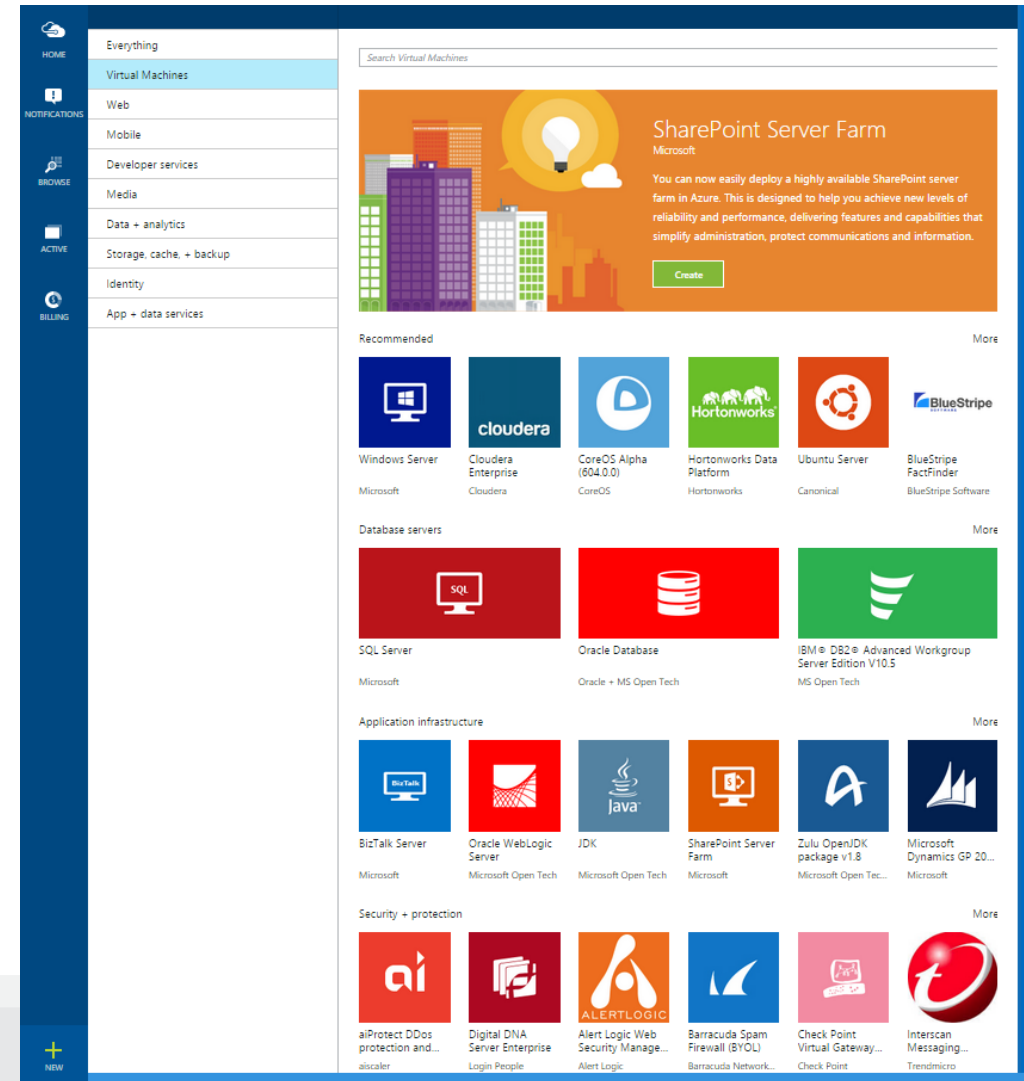 HOME
NOTIFICATIONS
BROWSE
ACTIVE
BILLING
NEW
Everything
Virtual Machines
Web
Mobile
Developer services
Media
Data + analytics
Storage, cache, + backup
Identity
App + data services
Search Virtual Machines
SharePoint Server Farm
Microsoft
You can now easily deploy a highly available SharePoint server
farm in Azure. This is designed to help you achieve new levels of
reliability and performance, delivering features and capabilities that
simplify administration, protect communications and information.
Create
Recommended More
cloudera
Hortonworks
BlueStripe
SOFTWARE
Windows Server
Microsoft
Cloudera
Enterprise
Cloudera
CoreOS Alpha
(604.0.0)
CoreOS
Hortonworks Data
Platform
Hortonworks
Ubuntu Server
Canonical
BlueStripe
FactFinder
BlueStripe Software
Database servers More
SQL
SQL Server
Microsoft
Oracle Database
Oracle + MS Open Tech
IBM® DB2® Advanced Workgroup
Server Edition V10.5
MS Open Tech
Application infrastructure More
BizTalk
Java
BizTalk Server
Microsoft
Oracle WebLogic
Server
Microsoft Open Tech
JDK
Microsoft Open Tech
SharePoint Server
Farm
Microsoft
Zulu OpenJDK
package v1.8
Microsoft Open Tec...
Microsoft
Dynamics GP 20...
Microsoft
Security + protection More
ai
ALERTLOGIC
aiProtect DDos
protection and...
aiscaler
Digital DNA
Server Enterprise
Login People
Alert Logic Web
Security Manage...
Alert Logic
Barracuda Spam
Firewall (BYOL)
Barracuda Network...
Check Point
Virtual Gateway...
Check Point
Interscan
Messaging...
Trendmicro